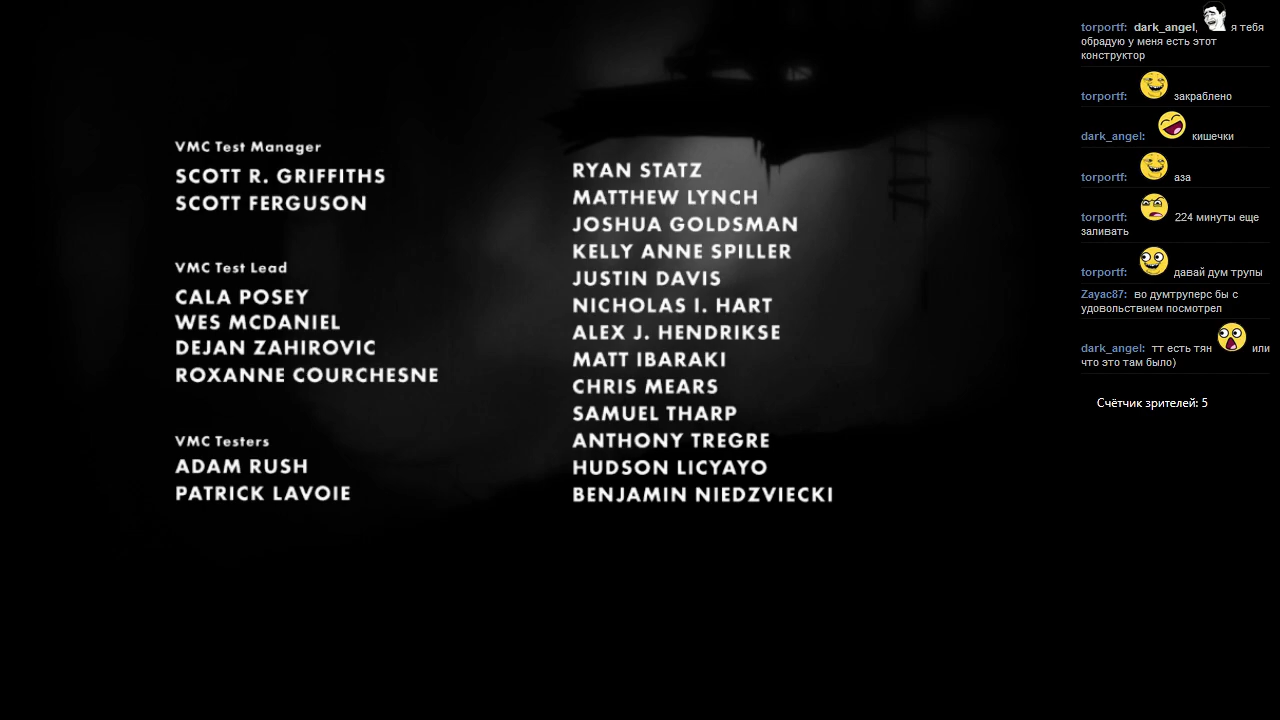 VMC Test Manager
SCOTT R. GRIFFITHS
SCOTT FERGUSON
VMC Test Lead
CALA POSEY
WES MCDANIEL
DEJAN ZAHIROVIC
ROXANNE COURCHESNE
VMC Testers
ADAM RUSH
PATRICK LAVOIE
RYAN STATZ
MATTHEW LYNCH
JOSHUA GOLDSMAN
KELLY ANNE SPILLER
JUSTIN DAVIS
NICHOLAS I. HART
ALEX J. HENDRIKSE
MATT IBARAKI
CHRIS MEARS
SAMUEL THARP
ANTHONY TREGRE
HUDSON LICYAYO
BENJAMIN NIEDZVIECKI
torportf: dark_angel, я тебя
обрадую у меня есть этот
конструктор
torportf: закраблено
dark_angel: кишечки
torportf: аза
torportf: 224 минуты еще
заливать
torportf: давай дум трупы
Zayac87: во думтруперс бы с
удовольствием посмотрел
dark_angel: тт есть тян или
что это там было)
Счётчик зрителей: 5